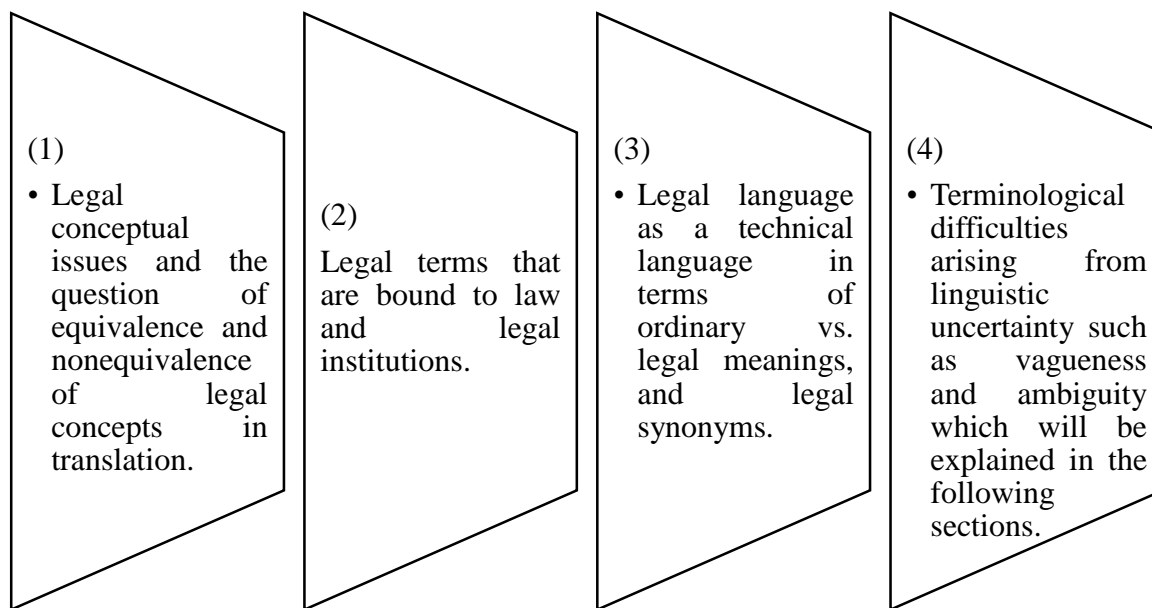 (1)
• Legal
conceptual
issues and the
question of
equivalence and
nonequivalence
of legal
concepts in
translation.
(2)
Legal terms that
are bound to law
and legal
institutions.
(3)
• Legal language
as a technical
language in
terms of
ordinary vs.
legal meanings,
and legal
synonyms.
(4)
• Terminological
difficulties
arising from
linguistic
uncertainty such
as vagueness
and ambiguity
which will be
explained in the
following
sections.